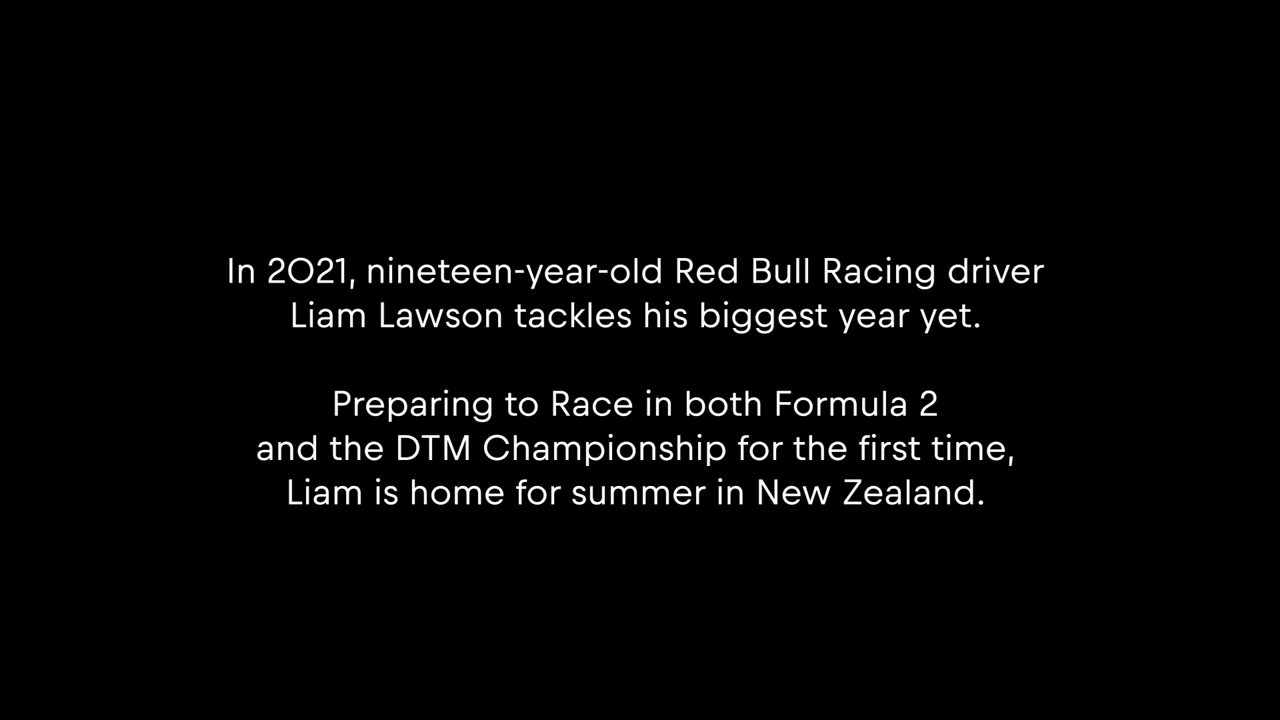 In 2021, nineteen-year-old Red Bull Racing driver
Liam Lawson tackles his biggest year yet.
Preparing to Race in both Formula 2
and the DTM Championship for the first time,
Liam is home for summer in New Zealand.